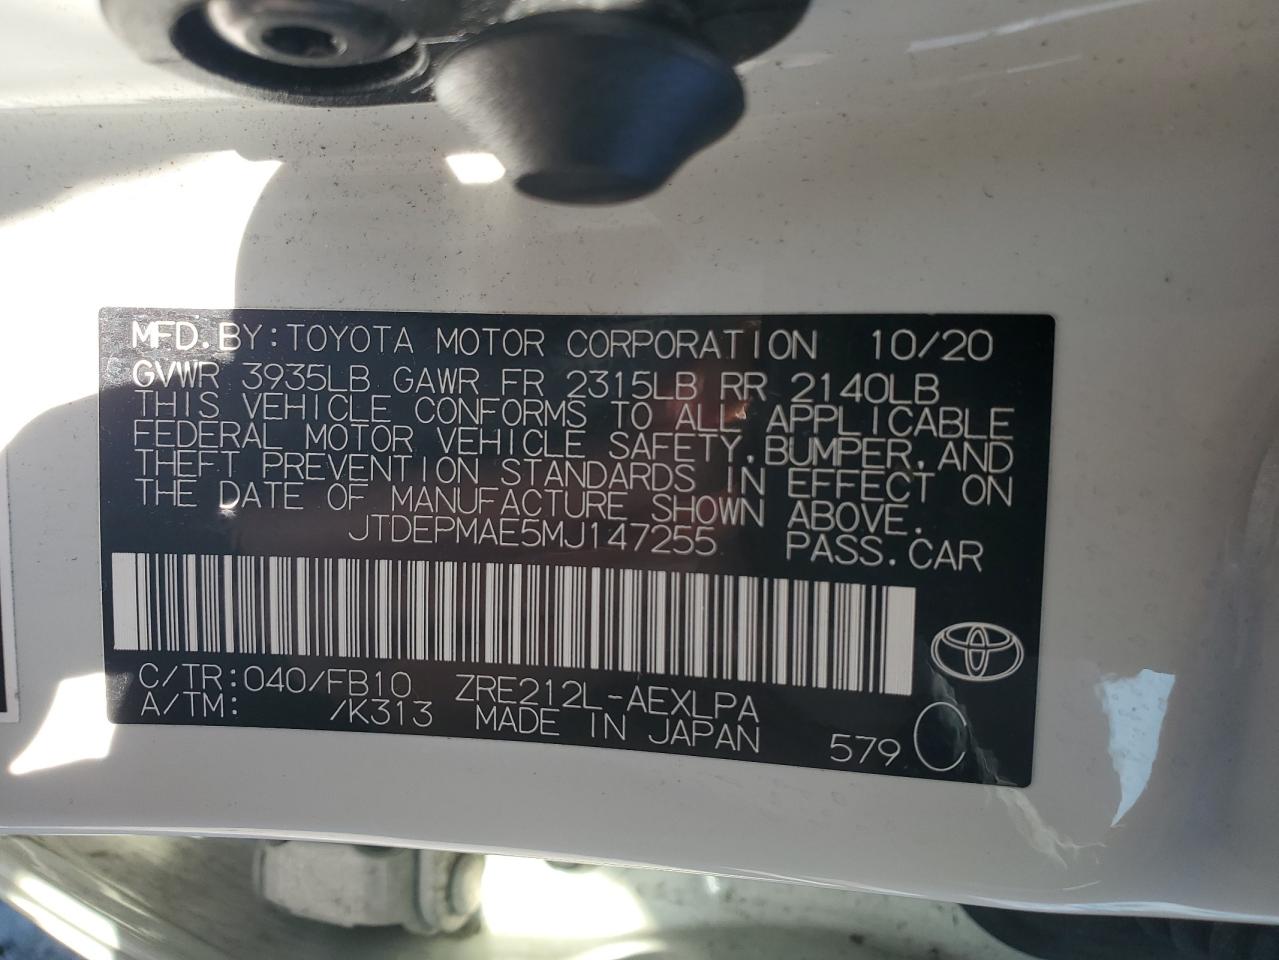 MFD.BY:TOYOTA MOTOR CORPORATION 10/20
GVWR 3935LB GAWR FR 2315LB RR 2140LB
THIS VEHICLE CONFORMS TO ALL APPLICABLE
FEDERAL MOTOR VEHICLE SAFETY,BUMPER,AND
THEFT PREVENTION STANDARDS IN EFFECT ON
THE DATE OF MANUFACTURE SHOWN ABOVE.
JTDEPMAE5MJ147255 PASS.CAR
C/TR:040/FB10 ZRE212L-AEXLPA
A/TM: /K313 MADE IN JAPAN 579 C